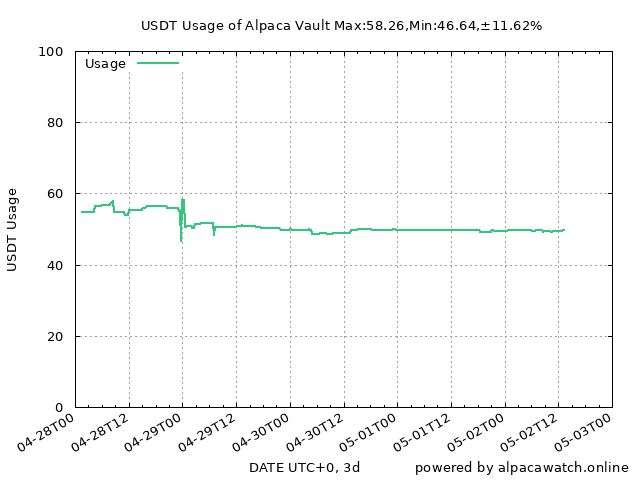 USDT Usage of Alpaca Vault Max:58.26,Min:46.64,±11.62%
Usage
100
80
60
40
20
0
USDT Usage
04-28T00
04-28T12
04-29T00
04-29T12
04-30T00
04-30T12
05-01T00
05-01T12
05-02T00
05-02T12
05-03T00
DATE UTC+0, 3d
powered by alpacawatch.online